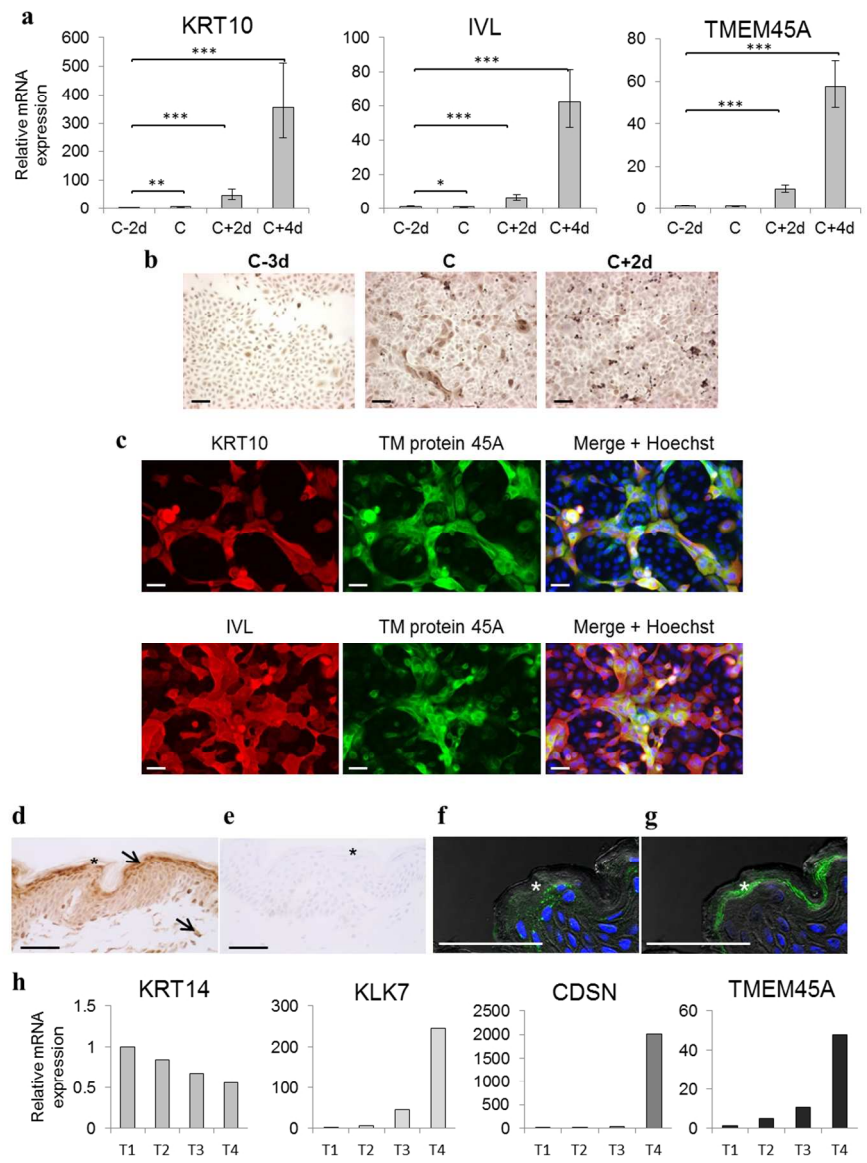 a
KRT10
IVL
TMEM45A
Relative mRNA
expression
600
500
400
300
200
100
0
***
***
**
C-2d C C+2d C+4d
100
80
60
40
20
0
***
***
*
C-2d C C+2d C+4d
80
60
40
20
0
***
***
C-2d C C+2d C+4d
b
C-3d C C+2d
c
KRT10 TM protein 45A Merge + Hoechst
IVL TM protein 45A Merge + Hoechst
d e f g
* * * *
h
KRT14
KLK7
CDSN
TMEM45A
Relative mRNA
expression
1.5
1
0.5
0
T1 T2 T3 T4
300
200
100
0
T1 T2 T3 T4
2500
2000
1500
1000
500
0
T1 T2 T3 T4
60
40
20
0
T1 T2 T3 T4